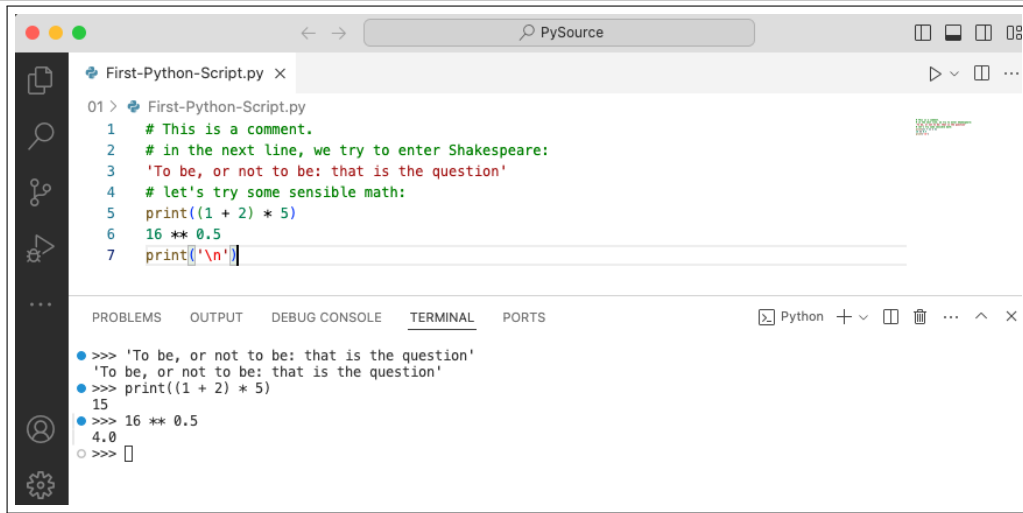 PySource
First-Python-Script.py
01 > First-Python-Script.py
1 # This is a comment.
2 # in the next line, we try to enter Shakespeare:
3 'To be, or not to be: that is the question'
4 # let's try some sensible math:
5 print((1 + 2) * 5)
6 16 ** 0.5
7 print('\n')
PROBLEMS OUTPUT DEBUG CONSOLE TERMINAL PORTS Python
>>> 'To be, or not to be: that is the question'
'To be, or not to be: that is the question'
>>> print((1 + 2) * 5)
15
>>> 16 ** 0.5
4.0
>>>